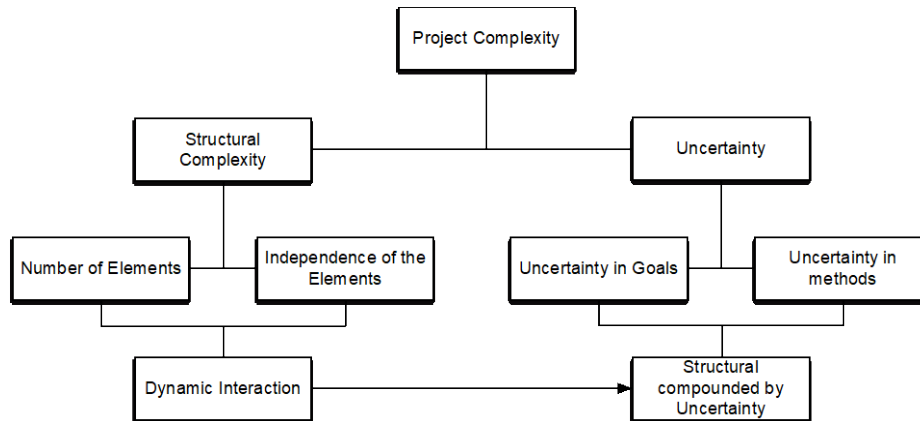 Project Complexity
Structural
Complexity
Uncertainty
Number of Elements
Independence of the
Elements
Uncertainty in Goals
Uncertainty in
methods
Dynamic Interaction
Structural
compounded by
Uncertainty